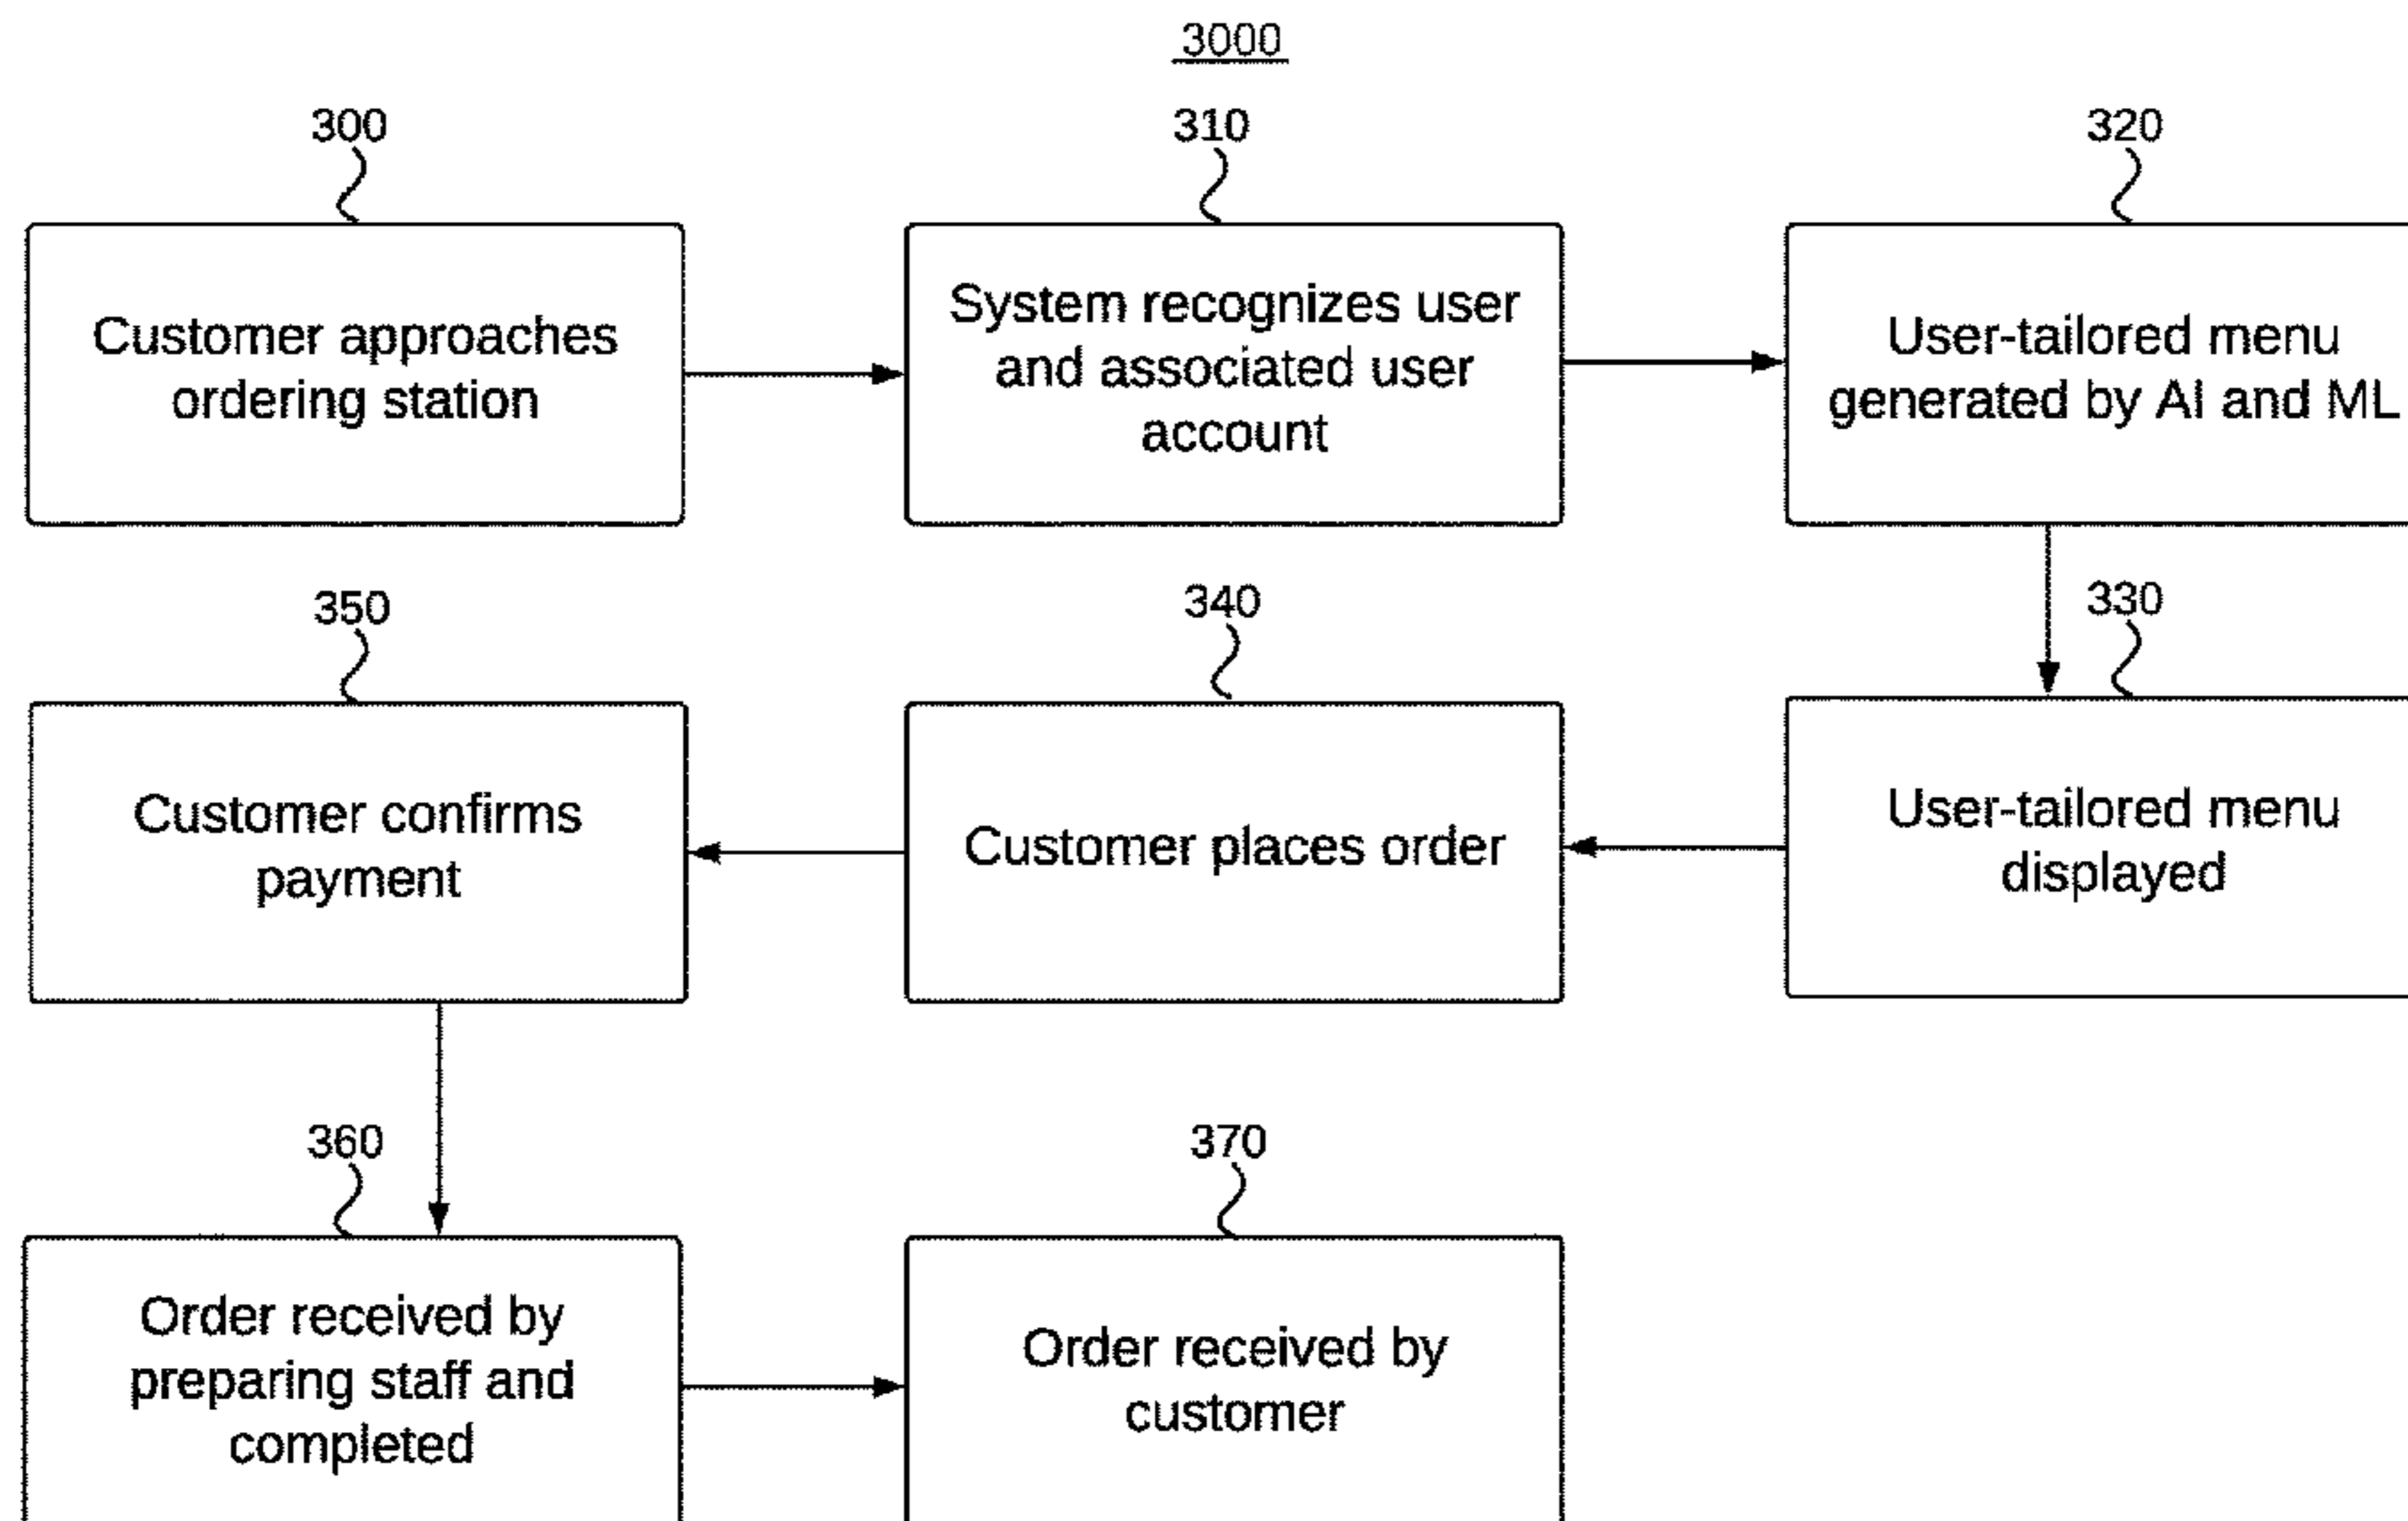 3000
300
310
320
Customer approaches
ordering station
System recognizes user
and associated user
account
User-tailored menu
generated by AI and ML
350
340
330
Customer confirms
payment
Customer places order
User-tailored menu
displayed
360
370
Order received by
preparing staff and
completed
Order received by
customer